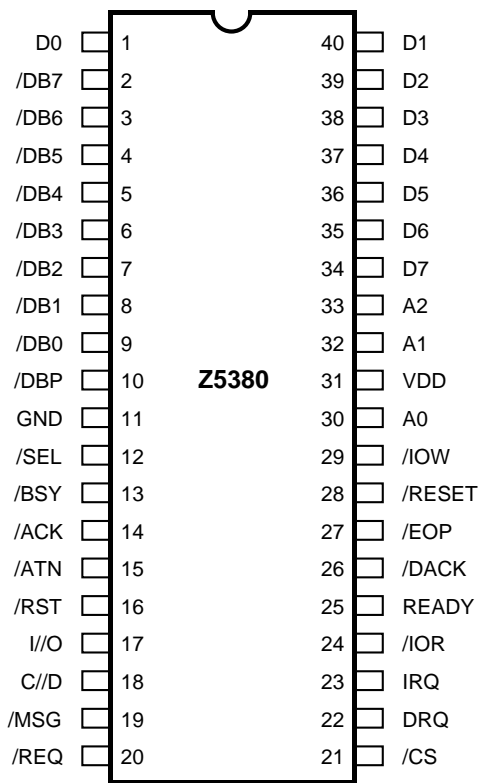 D0 1 40 D1
/DB7 2 39 D2
/DB6 3 38 D3
/DB5 4 37 D4
/DB4 5 36 D5
/DB3 6 35 D6
/DB2 7 34 D7
/DB1 8 33 A2
/DB0 9 32 A1
/DBP 10 Z5380 31 VDD
GND 11 30 A0
/SEL 12 29 /IOW
/BSY 13 28 /RESET
/ACK 14 27 /EOP
/ATN 15 26 /DACK
/RST 16 25 READY
I//O 17 24 /IOR
C//D 18 23 IRQ
/MSG 19 22 DRQ
/REQ 20 21 /CS